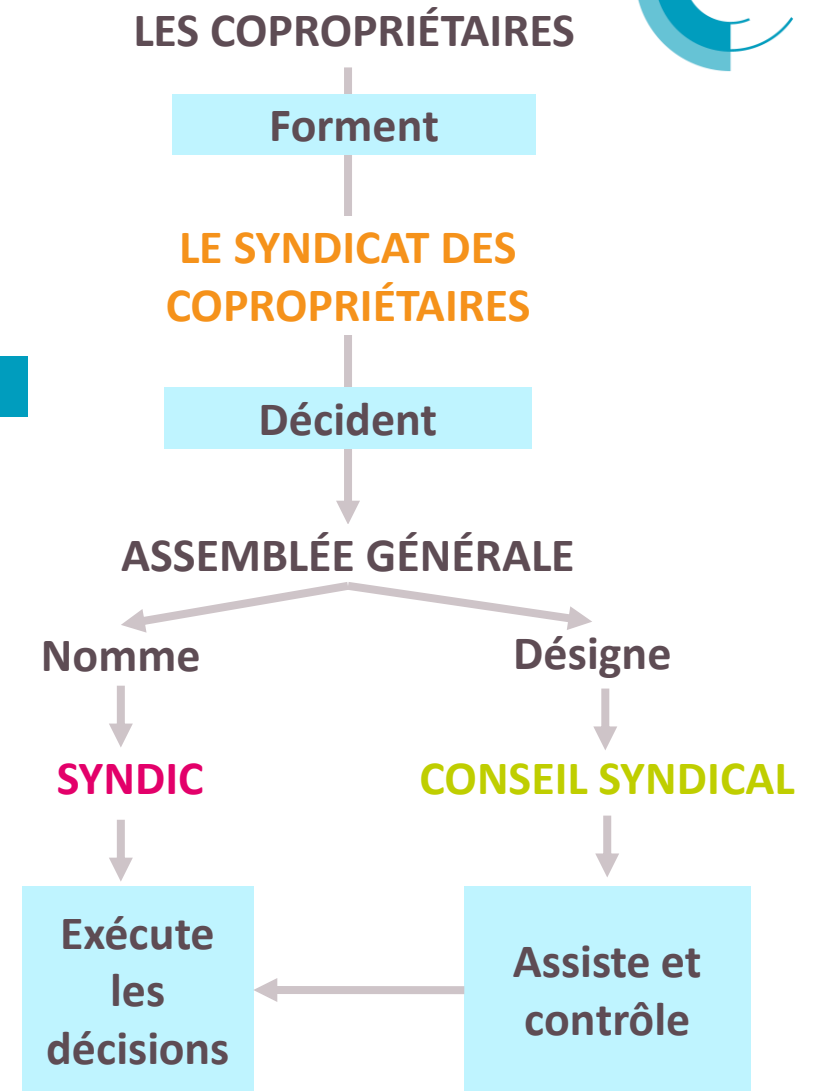 LES COPROPRIÉTAIRES
Forment
LE SYNDICAT DES
COPROPRIÉTAIRES
Décident
ASSEMBLÉE GÉNÉRALE
Nomme
Désigne
SYNDIC
CONSEIL SYNDICAL
Exécute
les
décisions
Assiste et
contrôle